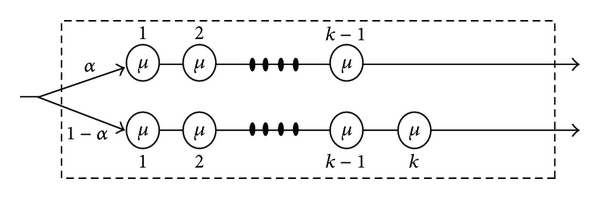 1 2 k − 1
α μ μ μ
1 − α μ μ μ μ
1 2 k − 1 k